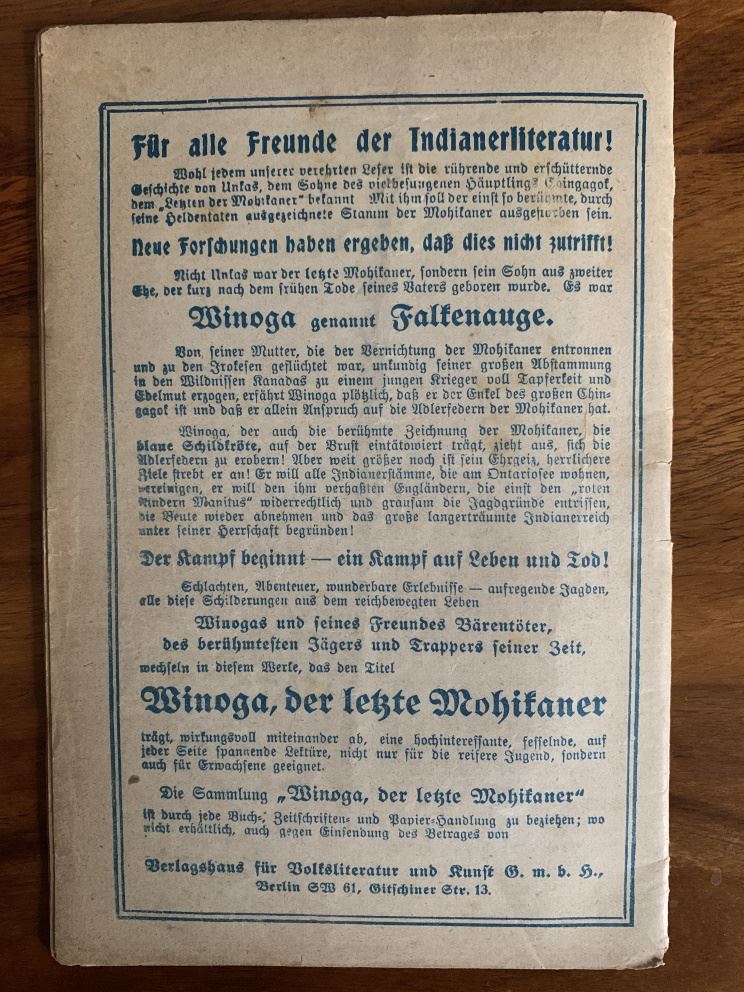 Für alle Freunde der Indianerliteratur!
Wohl jedem unserer verehrten Leser ist die rührende und erschütternde
Geschichte von Unkas, dem Sohne des vielbesungenen Häuptlings Chingagok,
dem „Letzten der Mohikaner“ bekannt Mit ihm soll der einst so berühmte, durch
seine Heldentaten ausgezeichnete Stamm der Mohikaner ausgestorben sein.
Neue Forschungen haben ergeben, daß dies nicht zutrifft!
Nicht Unkas war der letzte Mohikaner, sondern sein Sohn aus zweiter
Ehe, der kurz nach dem frühen Tode seines Vaters geboren wurde. Es war
Winoga genannt Falkenauge.
Von seiner Mutter, die der Vernichtung der Mohikaner entronnen
und zu den Irokesen geflüchtet war, unkundig seiner großen Abstammung
in den Wildnissen Kanadas zu einem jungen Krieger voll Tapferkeit und
Edelmut erzogen, erfährt Winoga plötzlich, daß er der Enkel des großen Chin-
gagok ist und daß er allein Anspruch auf die Adlerfedern der Mohikaner hat.
Winoga, der auch die berühmte Zeichnung der Mohikaner, die
blaue Schildkröte, auf der Brust eintätowiert trägt, zieht aus, sich die
Adlerfedern zu erobern! Aber weit größer noch ist sein Ehrgeiz, herrlichere
Ziele strebt er an! Er will alle Indianerstämme, die am Ontariosee wohnen,
vereinigen, er will den ihm verhaßten Engländern, die einst den „roten
Kindern Manitus“ widerrechtlich und grausam die Jagdgründe entrissen,
die Beute wieder abnehmen und das große langerträumte Indianerreich
unter seiner Herrschaft begründen!
Der Kampf beginnt — ein Kampf auf Leben und Tod!
Schlachten, Abenteuer, wunderbare Erlebnisse — aufregende Jagden,
alle diese Schilderungen aus dem reichbewegten Leben
Winogas und seines Freundes Bärentöter,
des berühmtesten Jägers und Trappers seiner Zeit,
wechseln in diesem Werke, das den Titel
Winoga, der letzte Mohikaner
trägt, wirkungsvoll miteinander ab, eine hochinteressante, fesselnde, auf
jeder Seite spannende Lektüre, nicht nur für die reifere Jugend, sondern
auch für Erwachsene geeignet.
Die Sammlung „Winoga, der letzte Mohikaner“
ist durch jede Buch-, Zeitschriften- und Papier-Handlung zu beziehen; wo
nicht erhältlich, auch gegen Einsendung des Betrages von
Verlagshaus für Volksliteratur und Kunst G. m. b. H.,
Berlin SW 61, Gitschiner Str. 13.